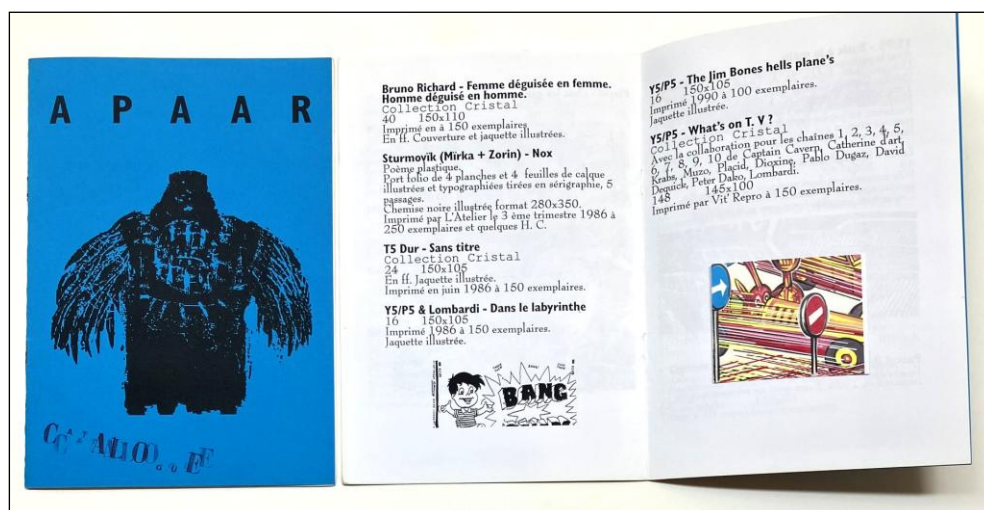 A P A A R
CATALOGUE
Bruno Richard - Femme déguisée en femme.
Homme déguisé en homme.
Collection Cristal
40 150x110
Imprimé en à 150 exemplaires
En ff. Couverture et jaquette illustrées.
Sturmoyïk (Mïrka + Zorin) - Nox
Poème plastique.
Port folio de 4 planches et 4 feuilles de calque
illustrées et typographiées tirées en sérigraphie, 5
passages.
Chemise noire illustrée format 280x350.
Imprimé par L'Atelier le 3 ème trimestre 1986 à
250 exemplaires et quelques H. C.
T5 Dur - Sans titre
Collection Cristal
24 150x105
En ff. Jaquette illustrée.
Imprimé en juin 1986 à 150 exemplaires.
Y5/P5 & Lombardi - Dans le labyrinthe
16 150x105
Imprimé 1986 à 150 exemplaires.
Jaquette illustrée.
BANG
Y5/P5 - The Jim Bones hells plane's
16 150x105
Imprimé 1990 à 100 exemplaires.
Jaquette illustrée.
Y5/P5 - What's on T. V ?
Collection Cristal
Avec la collaboration pour les chaînes 1, 2, 3, 4, 5,
6, 7, 8, 9, 10 de Captain Cavern, Catherine d'art,
Krabs, Muzo, Placid, Dioxine, Pablo Dugaz, David
Dequick, Peter Dako, Lombardi.
148 145x100
Imprimé par Vit' Repro à 150 exemplaires.